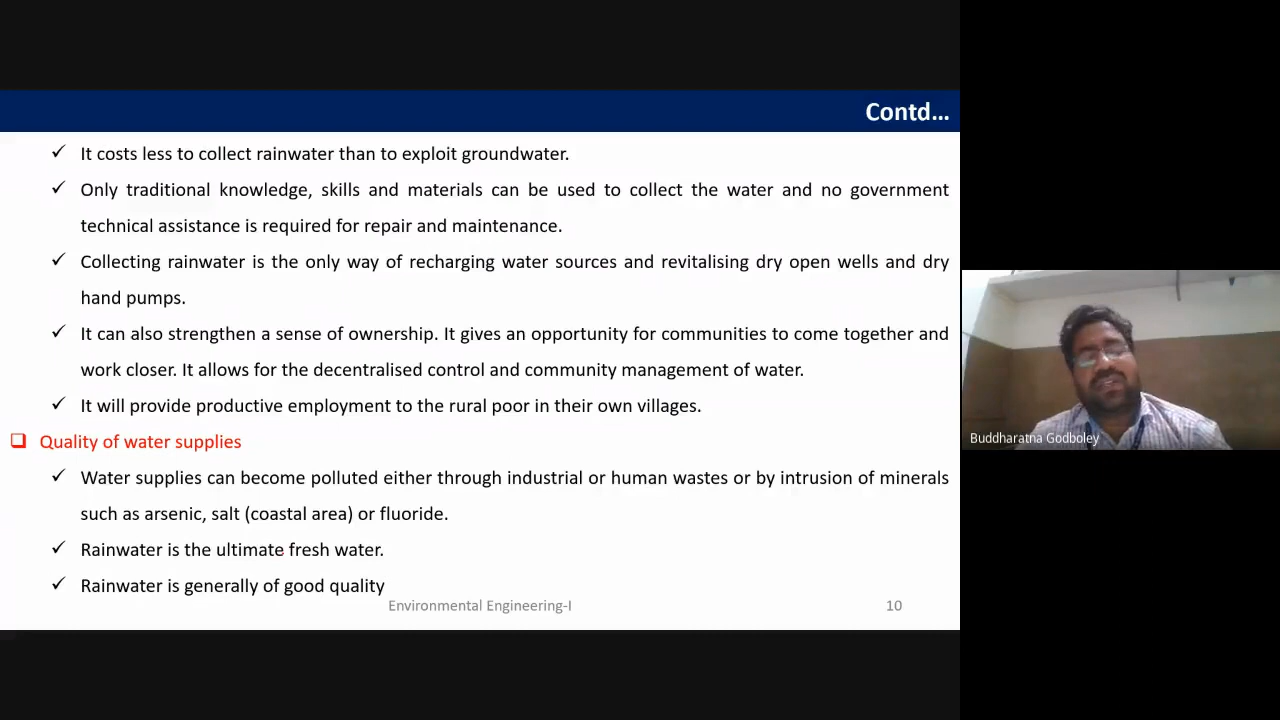 Contd…
It costs less to collect rainwater than to exploit groundwater.
Only traditional knowledge, skills and materials can be used to collect the water and no government
technical assistance is required for repair and maintenance.
Collecting rainwater is the only way of recharging water sources and revitalising dry open wells and dry
hand pumps.
It can also strengthen a sense of ownership. It gives an opportunity for communities to come together and
work closer. It allows for the decentralised control and community management of water.
It will provide productive employment to the rural poor in their own villages.
Quality of water supplies
Water supplies can become polluted either through industrial or human wastes or by intrusion of minerals
such as arsenic, salt (coastal area) or fluoride.
Rainwater is the ultimate fresh water.
Rainwater is generally of good quality
Environmental Engineering-I
10
Buddharatna Godboley